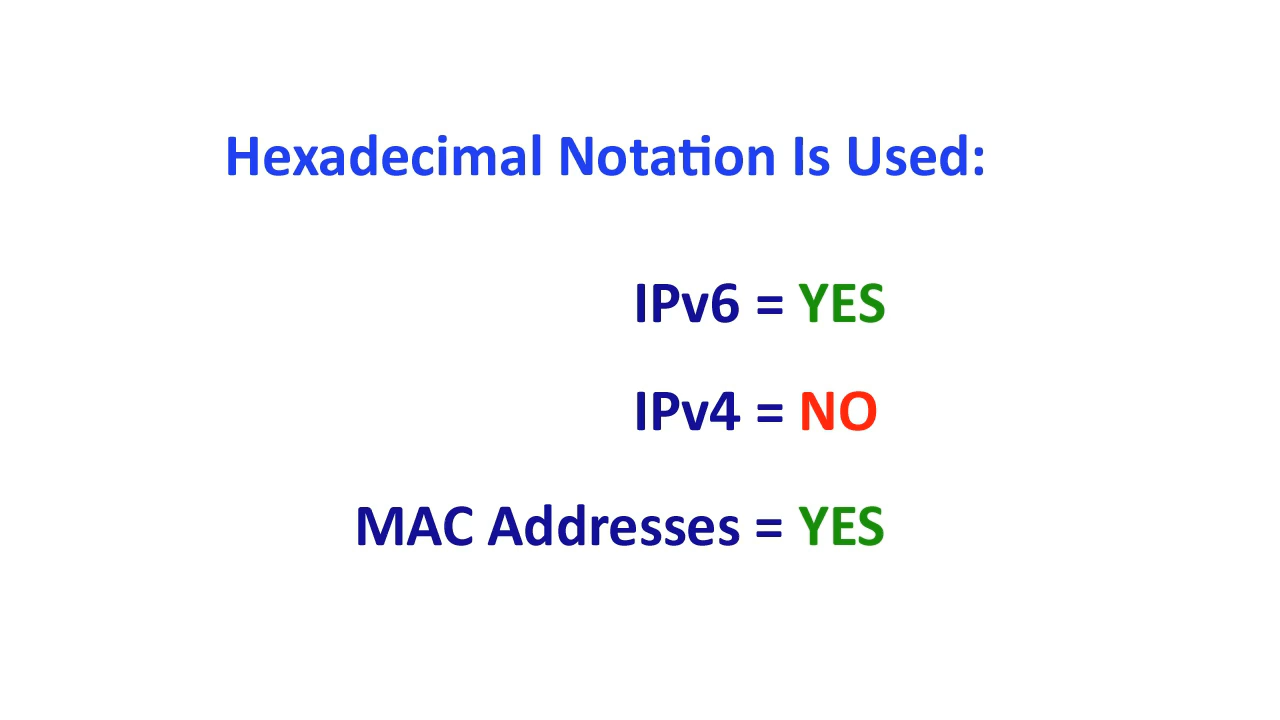 Hexadecimal Notation Is Used:
IPv6 = YES
IPv4 = NO
MAC Addresses = YES